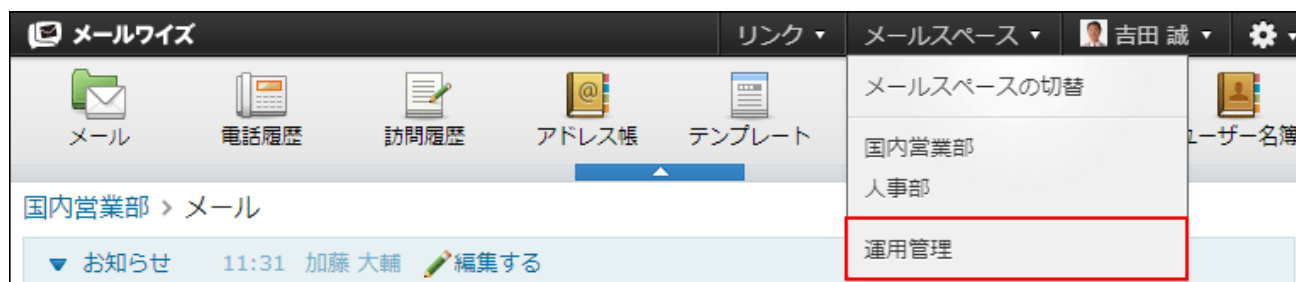 メールワイズ リンク メールスペース 吉田 誠
メールスペースの切替
国内営業部
人事部
運用管理
メール 電話履歴 訪問履歴 アドレス帳 テンプレート ーザー名簿
国内営業部 > メール
お知らせ 11:31 加藤 大輔 編集する